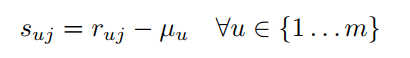 s_{uj} = r_{uj} − μ_u   ∀u ∈ {1 . . . m}